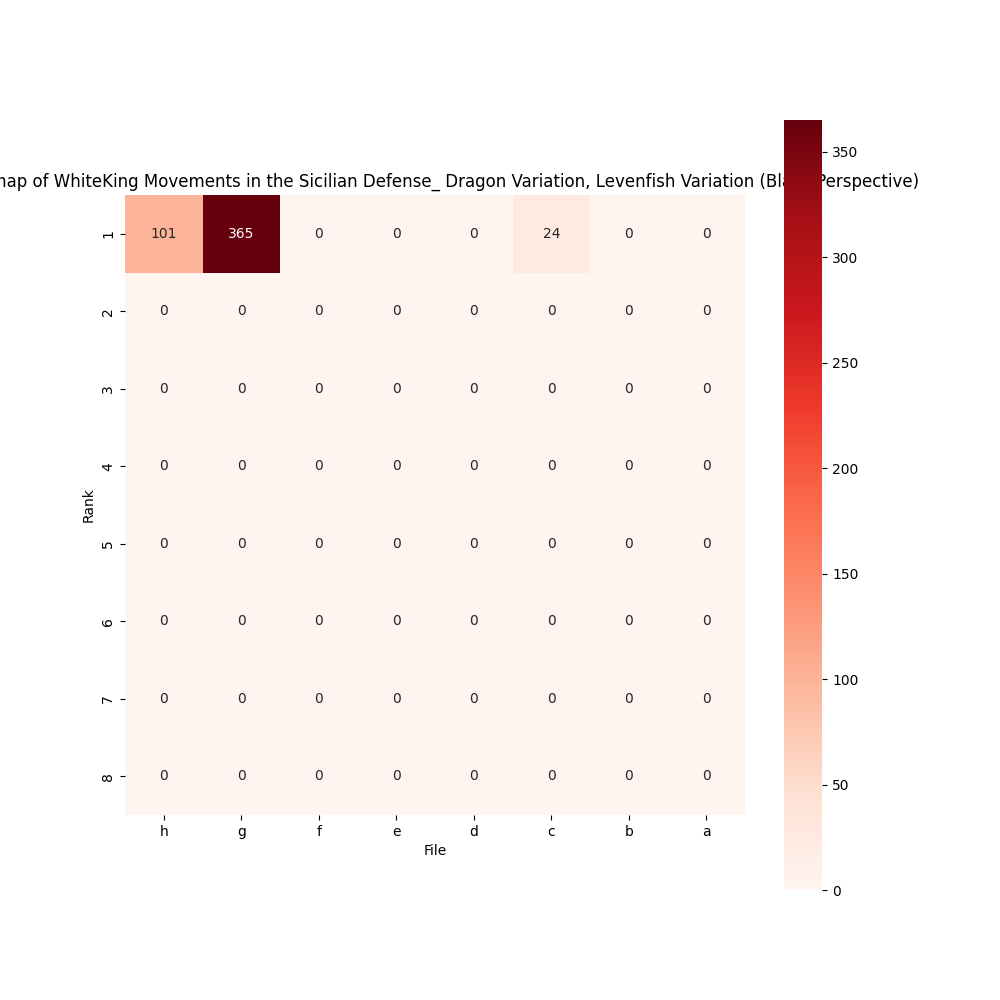 map of WhiteKing Movements in the Sicilian Defense_ Dragon Variation, Levenfish Variation (Black Perspective)
1 101 365 0 0 0 24 0 0
2 0 0 0 0 0 0 0 0
3 0 0 0 0 0 0 0 0
4 0 0 0 0 0 0 0 0
5 0 0 0 0 0 0 0 0
6 0 0 0 0 0 0 0 0
7 0 0 0 0 0 0 0 0
8 0 0 0 0 0 0 0 0
Rank
h g f e d c b a
File
350
300
250
200
150
100
50
0